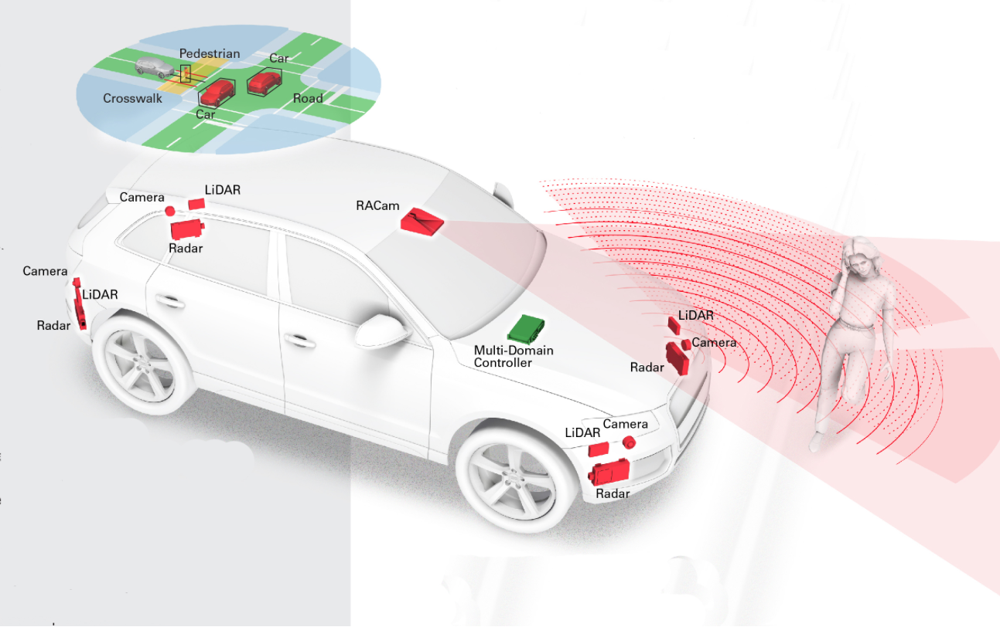 Pedestrian
Car
Crosswalk
Road
Car
LiDAR
Camera
RACam
Radar
Camera
LiDAR
Radar
LiDAR
Camera
Multi-Domain
Controller
Radar
LiDAR
Camera
Radar